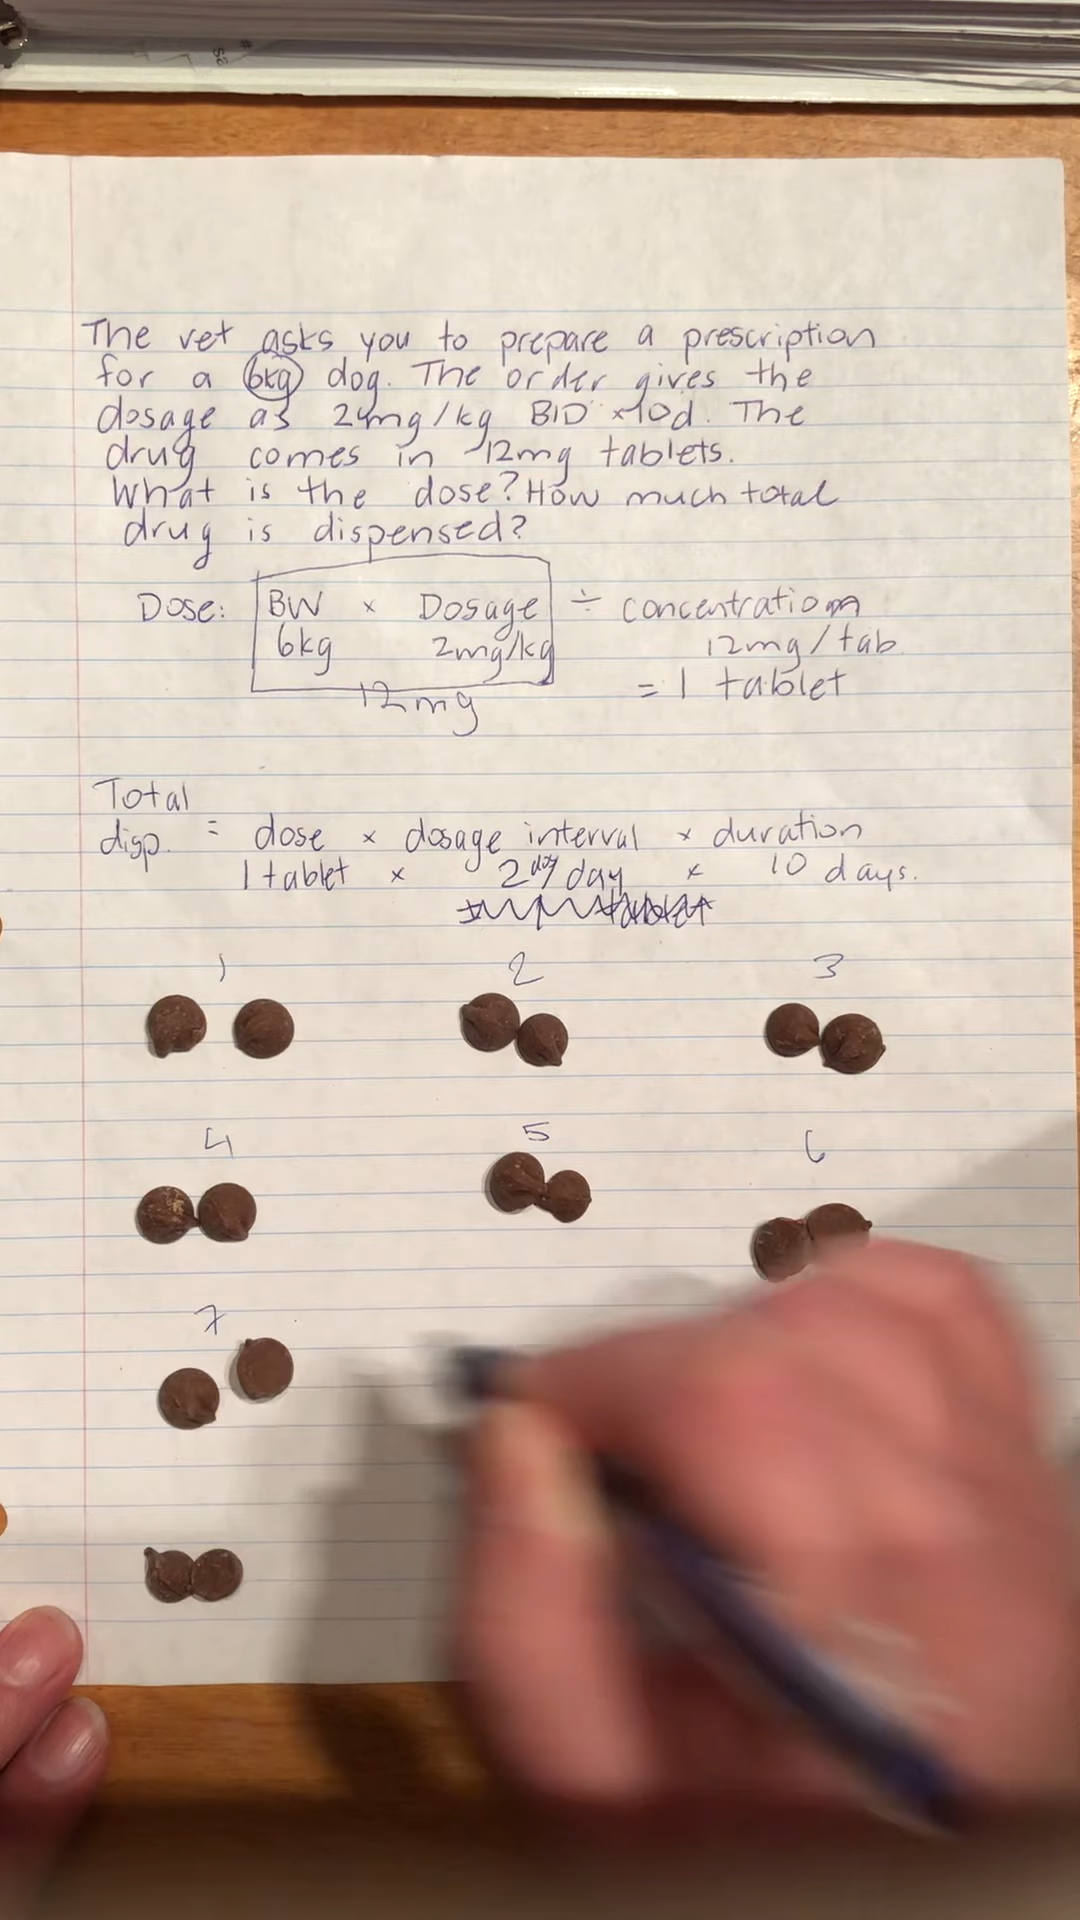 The vet asks you to prepare a prescription
for a 6kg dog. The order gives the
dosage as 2mg/kg BID x10d. The
drug comes in 12mg tablets.
What is the dose? How much total
drug is dispensed?
Dose: BW x Dosage ÷ concentration
6kg 2mg/kg 12mg/tab
12mg = 1 tablet
Total
disp. = dose x dosage interval x duration
1 tablet x 2 day x 10 days.
1 2 3
4 5 6
7